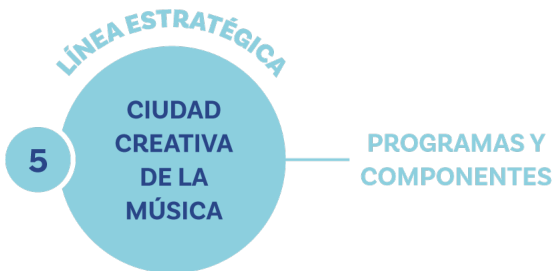 LÍNEA ESTRATÉGICA
5
CIUDAD
CREATIVA
DE LA
MÚSICA
PROGRAMAS Y
COMPONENTES